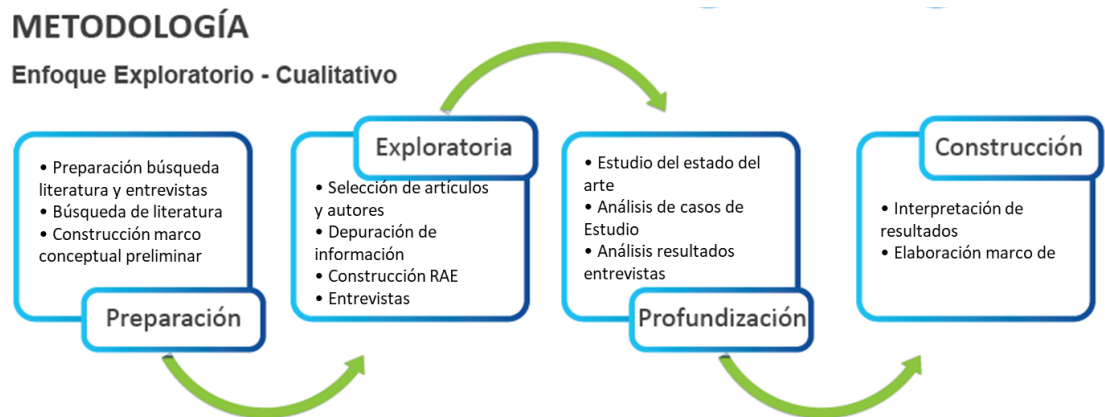 METODOLOGÍA
Enfoque Exploratorio - Cualitativo
• Preparación búsqueda
literatura y entrevistas
• Búsqueda de literatura
• Construcción marco
conceptual preliminar
Preparación
Exploratoria
• Selección de artículos
y autores
• Depuración de
información
• Construcción RAE
• Entrevistas
• Estudio del estado del
arte
• Análisis de casos de
Estudio
• Análisis resultados
entrevistas
Profundización
Construcción
• Interpretación de
resultados
• Elaboración marco de